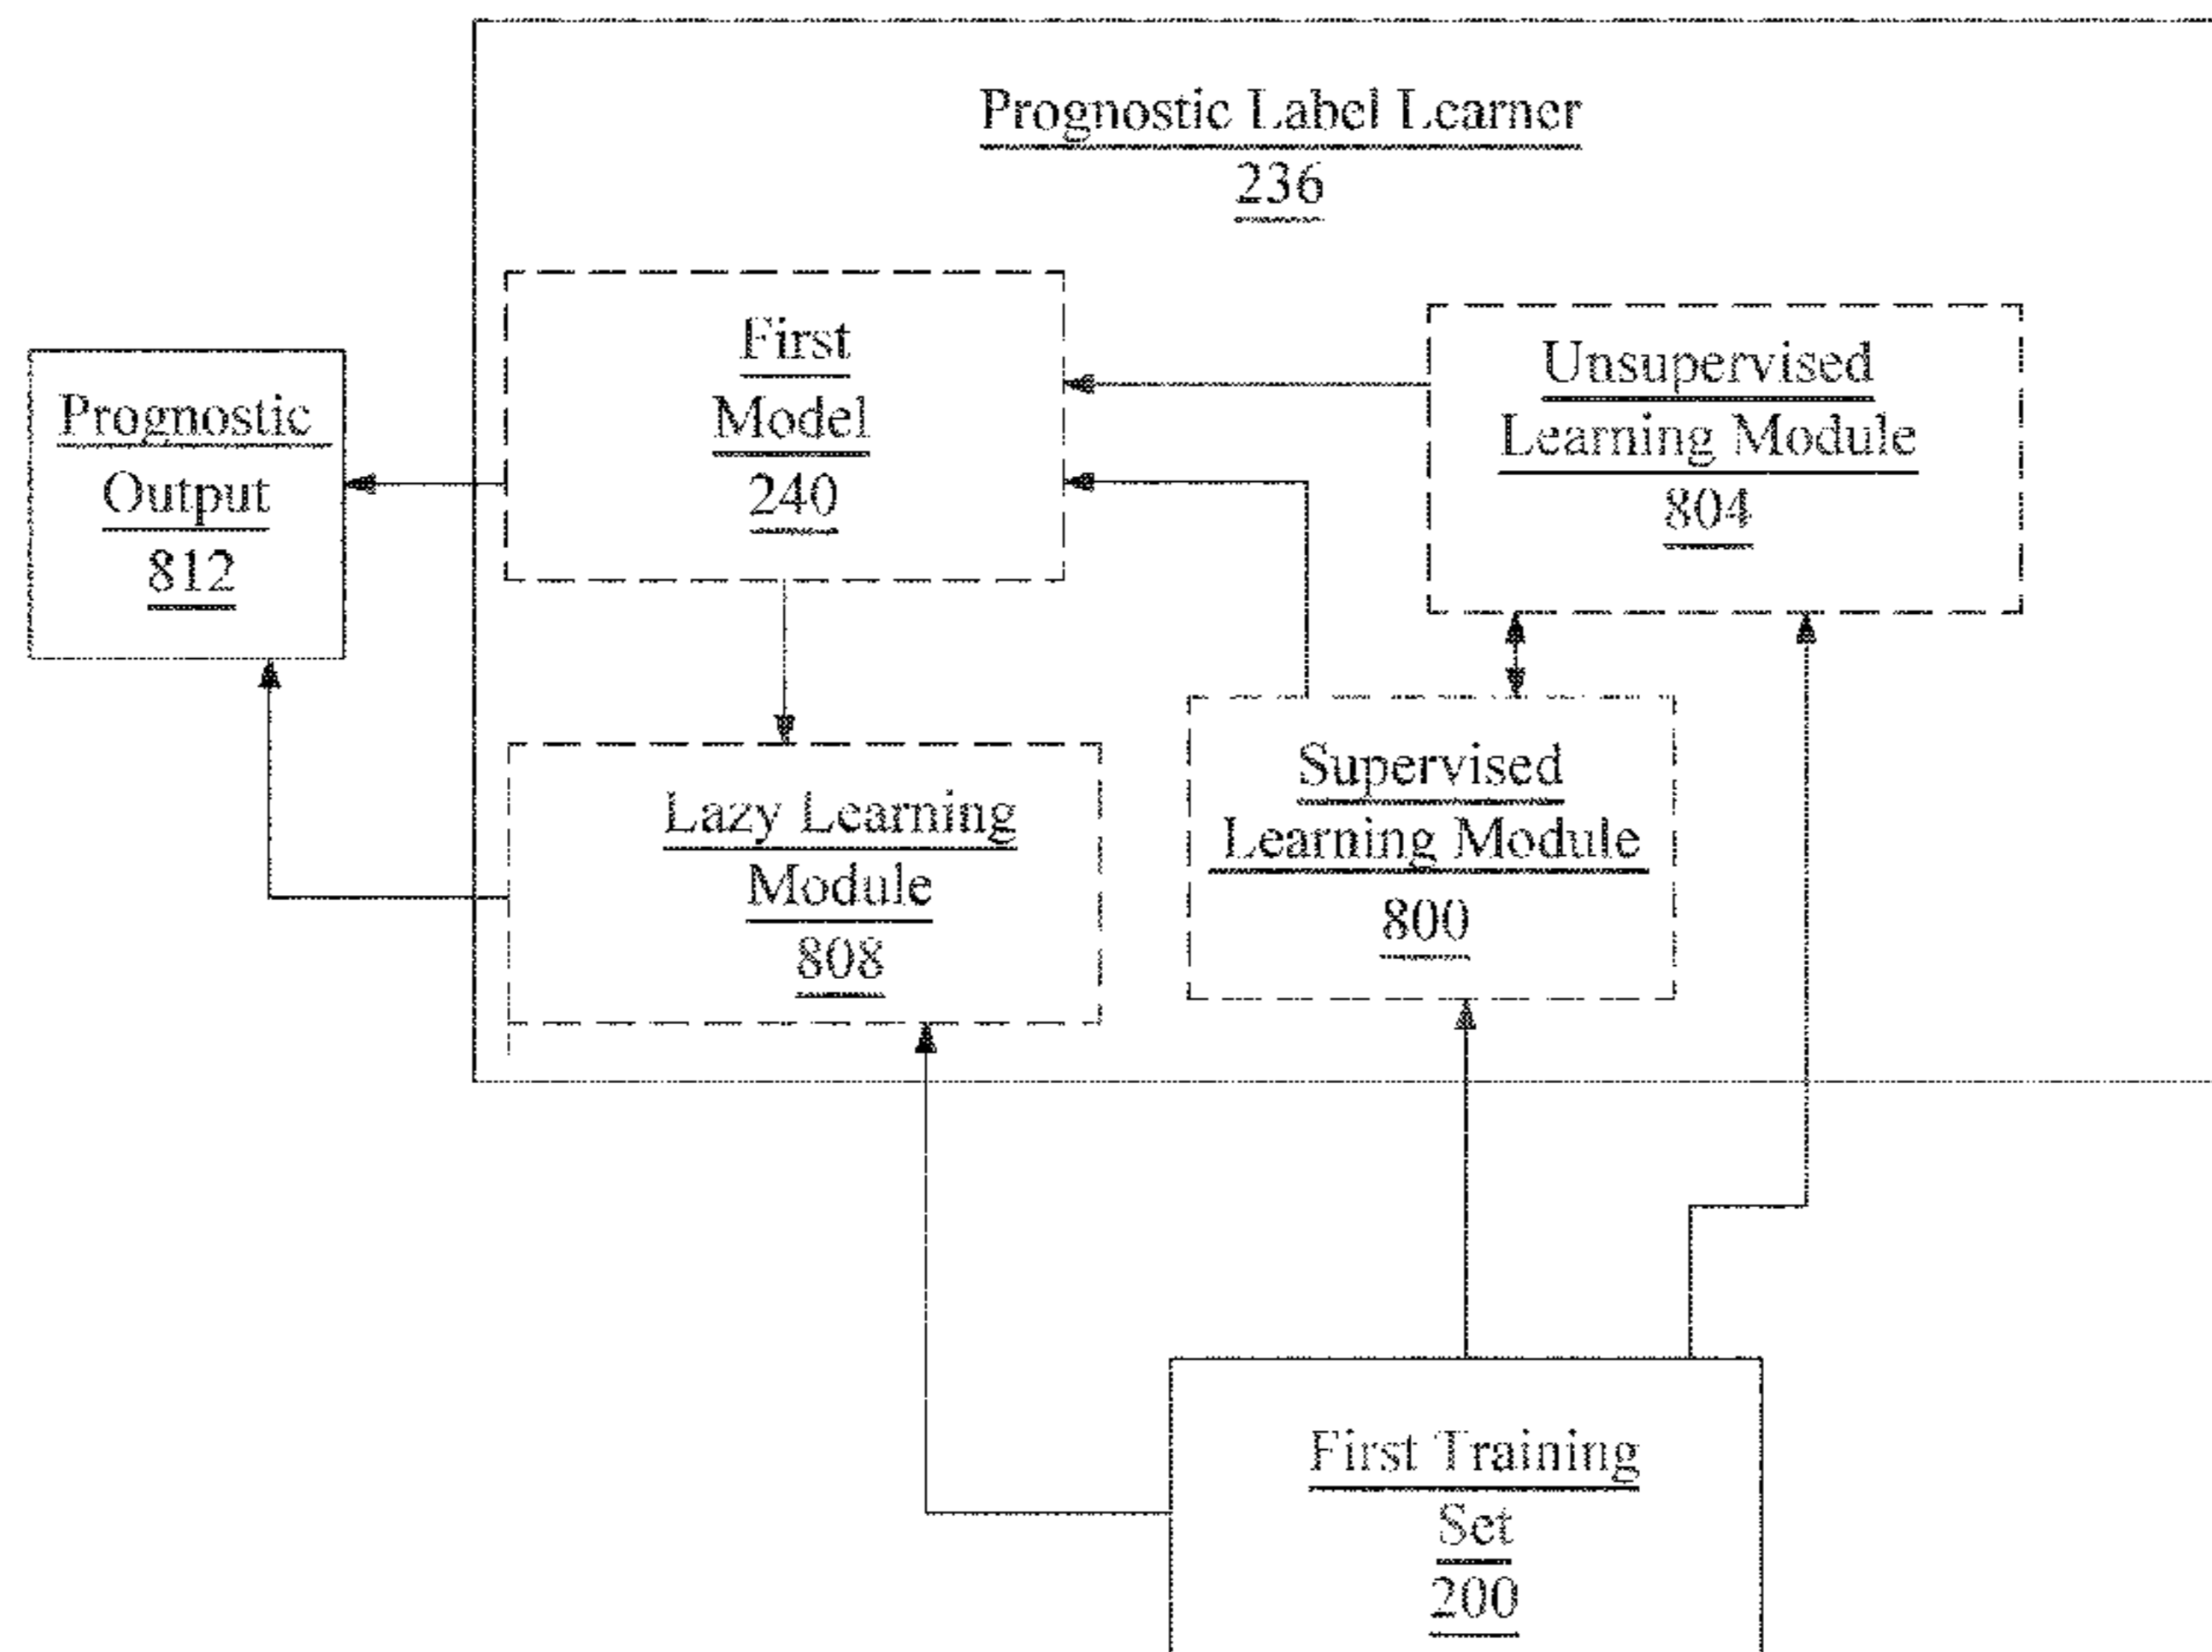 Prognostic Label Learner
236
First
Model
240
Unsupervised
Learning Module
804
Prognostic
Output
812
Lazy Learning
Module
808
Supervised
Learning Module
800
First Training
Set
200